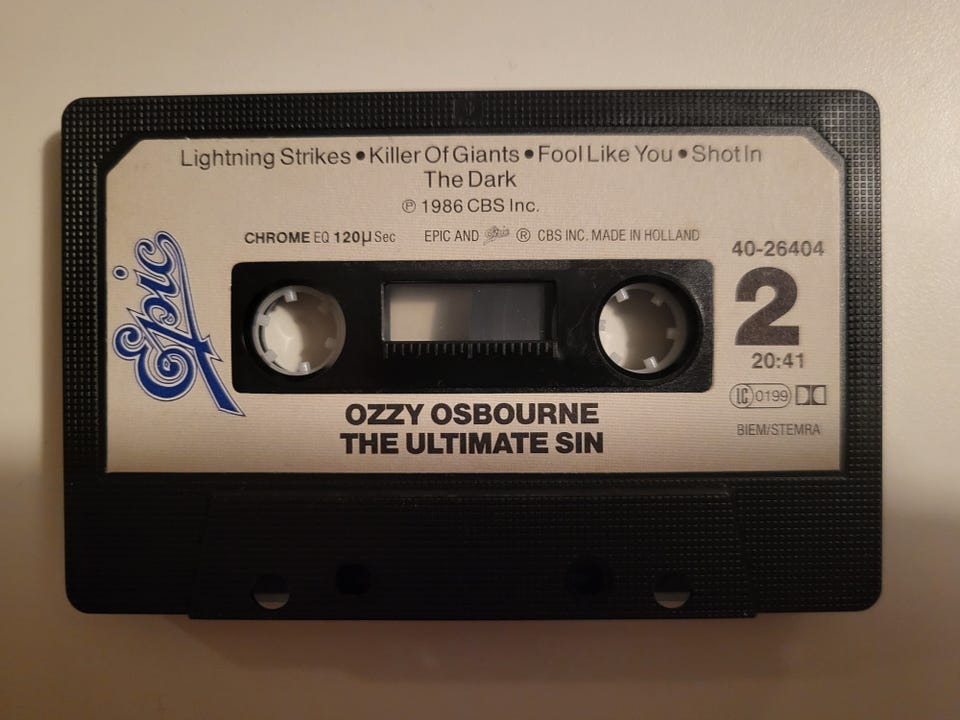 Lightning Strikes • Killer Of Giants • Fool Like You • Shot In
The Dark
℗ 1986 CBS Inc.
CHROME EQ 120µ Sec EPIC AND Epic ® CBS INC. MADE IN HOLLAND
40-26404
Epic
2
20:41
LC 0199
BIEM/STEMRA
OZZY OSBOURNE
THE ULTIMATE SIN